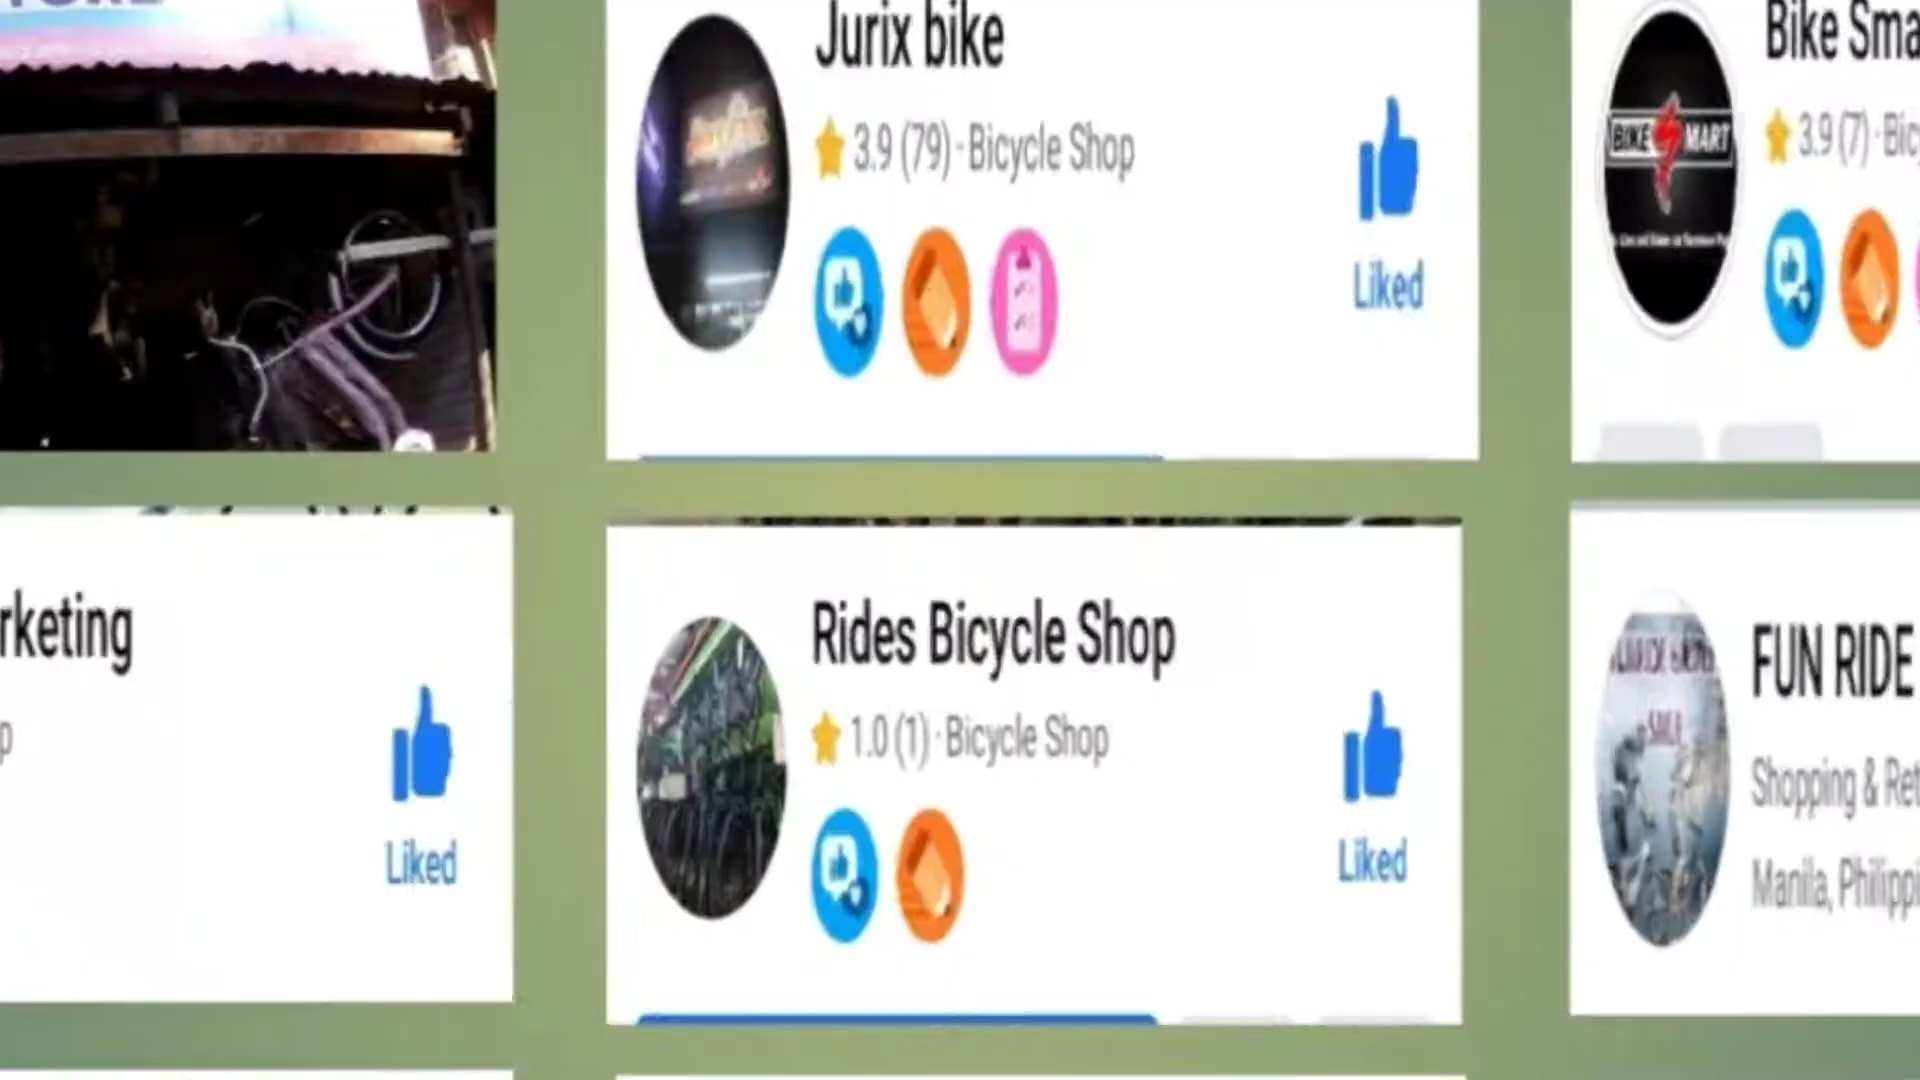 Jurix bike
3.9 (79) · Bicycle Shop
Liked
Bike Sma
BIKE MART
3.9 (7) · Bic
rketing
p
Liked
Rides Bicycle Shop
1.0 (1) · Bicycle Shop
Liked
FUN RIDE
Shopping & Ret
Manila, Philippi